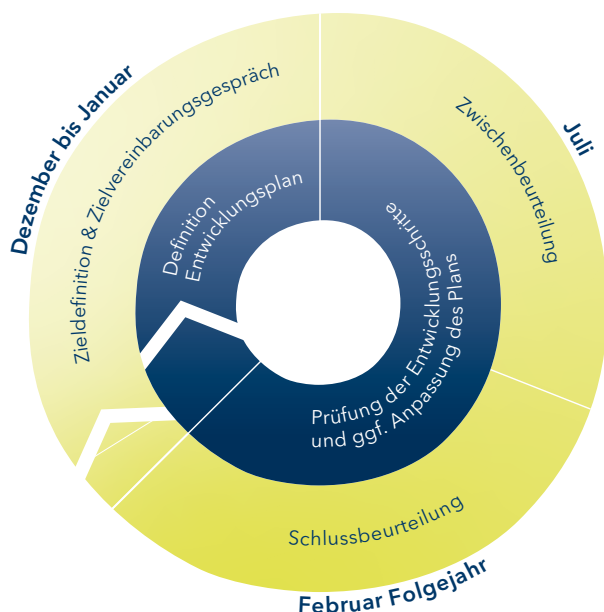 Dezember bis Januar
Zieldefinition & Zielvereinbarungsgespräch
Definition
Entwicklungsplan
Juli
Zwischenbeurteilung
Prüfung der Entwicklungsschritte
und ggf. Anpassung des Plans
Schlussbeurteilung
Februar Folgejahr